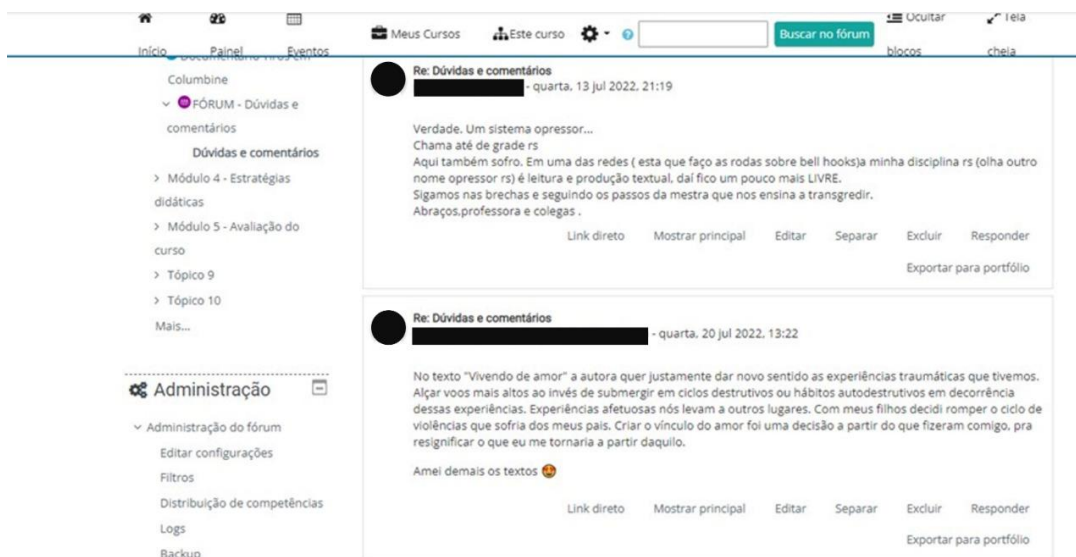 Início Painel Eventos
Meus Cursos Este curso Buscar no fórum
Ocultar blocos
Tela cheia
Documentário Tiros em
Columbine
FÓRUM - Dúvidas e
comentários
Dúvidas e comentários
Módulo 4 - Estratégias
didáticas
Módulo 5 - Avaliação do
curso
Tópico 9
Tópico 10
Mais...
Administração
Administração do fórum
Editar configurações
Filtros
Distribuição de competências
Logs
Backup
Re: Dúvidas e comentários
- quarta, 13 jul 2022, 21:19
Verdade. Um sistema opressor...
Chama até de grade rs
Aqui também sofro. Em uma das redes ( esta que faço as rodas sobre bell hooks)a minha disciplina rs (olha outro
nome opressor rs) é leitura e produção textual, daí fico um pouco mais LIVRE.
Sigamos nas brechas e seguindo os passos da mestra que nos ensina a transgredir.
Abraços,professora e colegas .
Link direto Mostrar principal Editar Separar Excluir Responder
Exportar para portfólio
Re: Dúvidas e comentários
- quarta, 20 jul 2022, 13:22
No texto "Vivendo de amor" a autora quer justamente dar novo sentido as experiências traumáticas que tivemos.
Alçar voos mais altos ao invés de submergir em ciclos destrutivos ou hábitos autodestrutivos em decorrência
dessas experiências. Experiências afetuosas nós levam a outros lugares. Com meus filhos decidi romper o ciclo de
violências que sofria dos meus pais. Criar o vínculo do amor foi uma decisão a partir do que fizeram comigo, pra
resignificar o que eu me tornaria a partir daquilo.
Amei demais os textos 🤩
Link direto Mostrar principal Editar Separar Excluir Responder
Exportar para portfólio